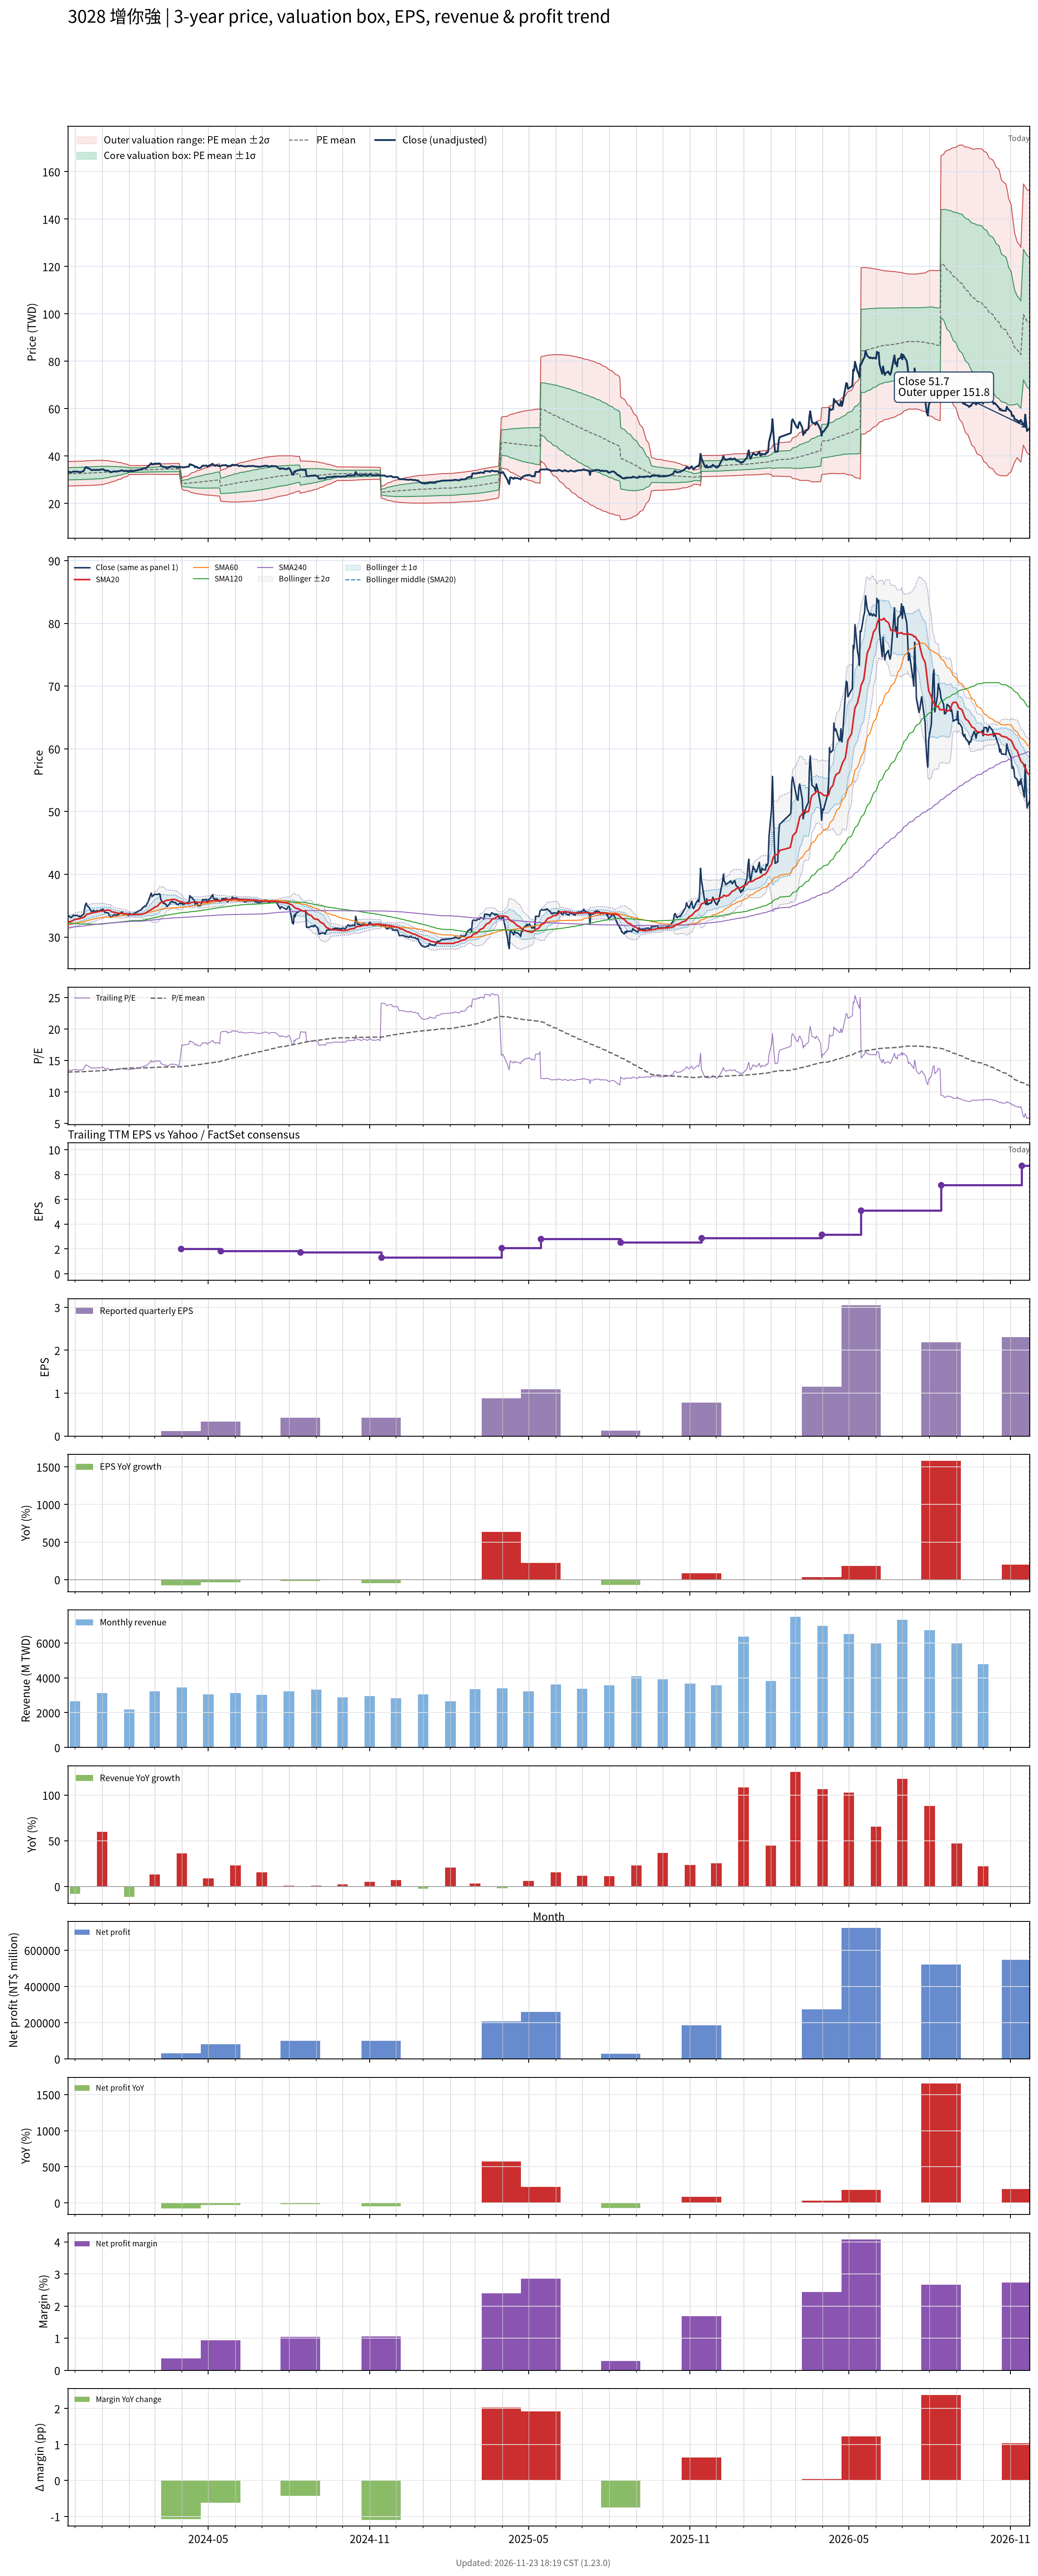 3028 增你強 | 3-year price, valuation box, EPS, revenue & profit trend
Outer valuation range: PE mean ±2σ
PE mean
Close (unadjusted)
Core valuation box: PE mean ±1σ
Today
Price (TWD)
160
140
120
100
80
60
40
20
Close 51.7
Outer upper 151.8
Close (same as panel 1)
SMA60
SMA240
Bollinger ±1σ
SMA20
SMA120
Bollinger ±2σ
Bollinger middle (SMA20)
Price
90
80
70
60
50
40
30
Trailing P/E
P/E mean
P/E
25
20
15
10
5
Trailing TTM EPS vs Yahoo / FactSet consensus
Today
EPS
10
8
6
4
2
0
Reported quarterly EPS
EPS
3
2
1
0
EPS YoY growth
YoY (%)
1500
1000
500
0
Monthly revenue
Revenue (M TWD)
6000
4000
2000
0
Revenue YoY growth
YoY (%)
100
50
0
Month
Net profit
Net profit (NT$ million)
600000
400000
200000
0
Net profit YoY
YoY (%)
1500
1000
500
0
Net profit margin
Margin (%)
4
3
2
1
0
Margin YoY change
Δ margin (pp)
2
1
0
-1
2024-05
2024-11
2025-05
2025-11
2026-05
2026-11
Updated: 2026-11-23 18:19 CST (1.23.0)